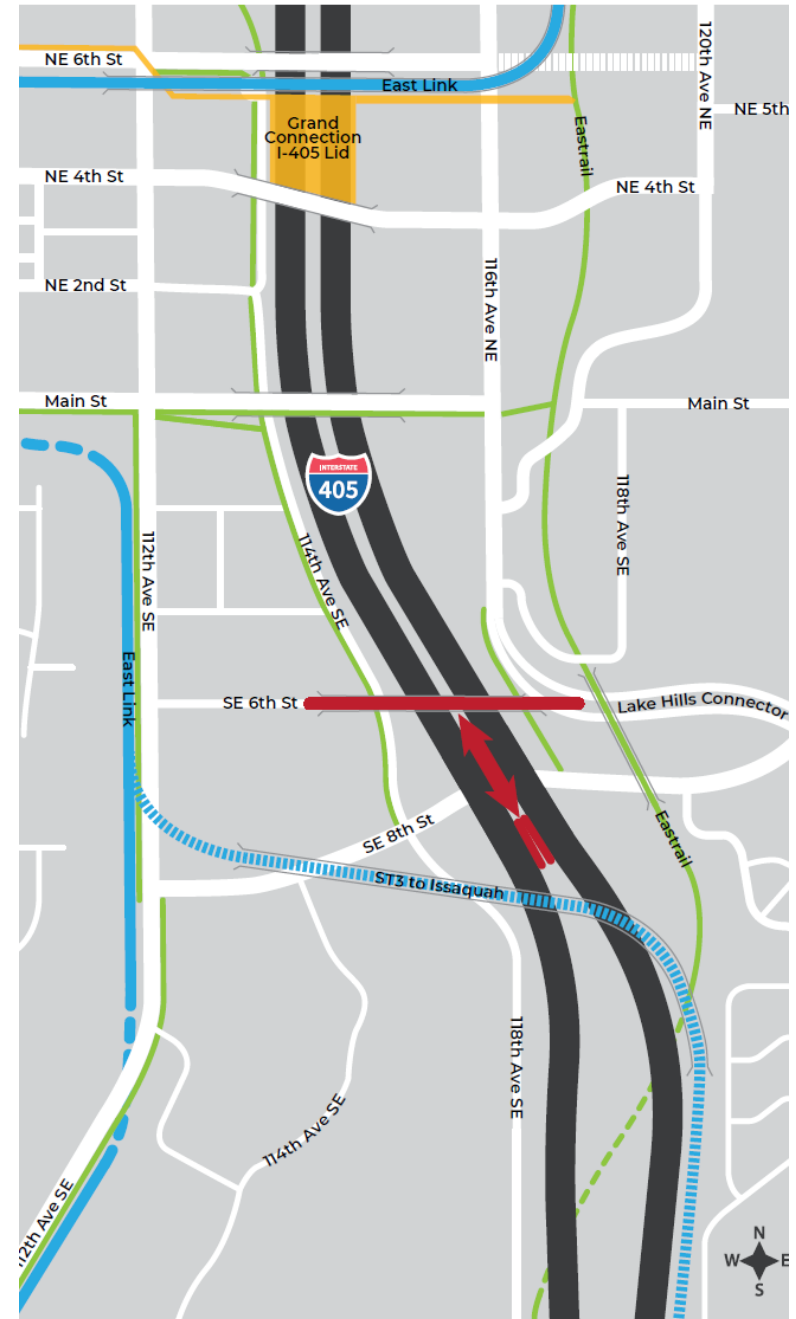 120th Ave NE
NE 6th St
East Link
NE 5th
Grand
Connection
I-405 Lid
Eastrail
NE 4th St
NE 4th St
116th Ave NE
NE 2nd St
Main St
Main St
INTERSTATE
405
118th Ave SE
112th Ave SE
114th Ave SE
East Link
SE 6th St
Lake Hills Connector
SE 8th St
Eastrail
ST3 to Issaquah
118th Ave SE
114th Ave SE
12th Ave SE
N
W
E
S